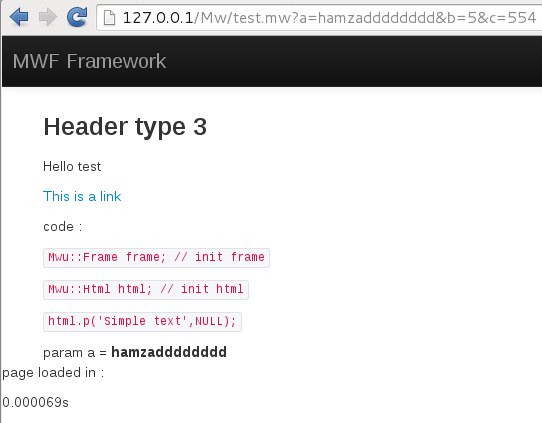 127.0.0.1/Mw/test.mw?a=hamzadddddddd&b=5&c=554
MWF Framework
Header type 3
Hello test
This is a link
code :
Mwu::Frame frame; // init frame
Mwu::Html html; // init html
html.p('Simple text',NULL);
param a = hamzadddddddd
page loaded in :
0.000069s